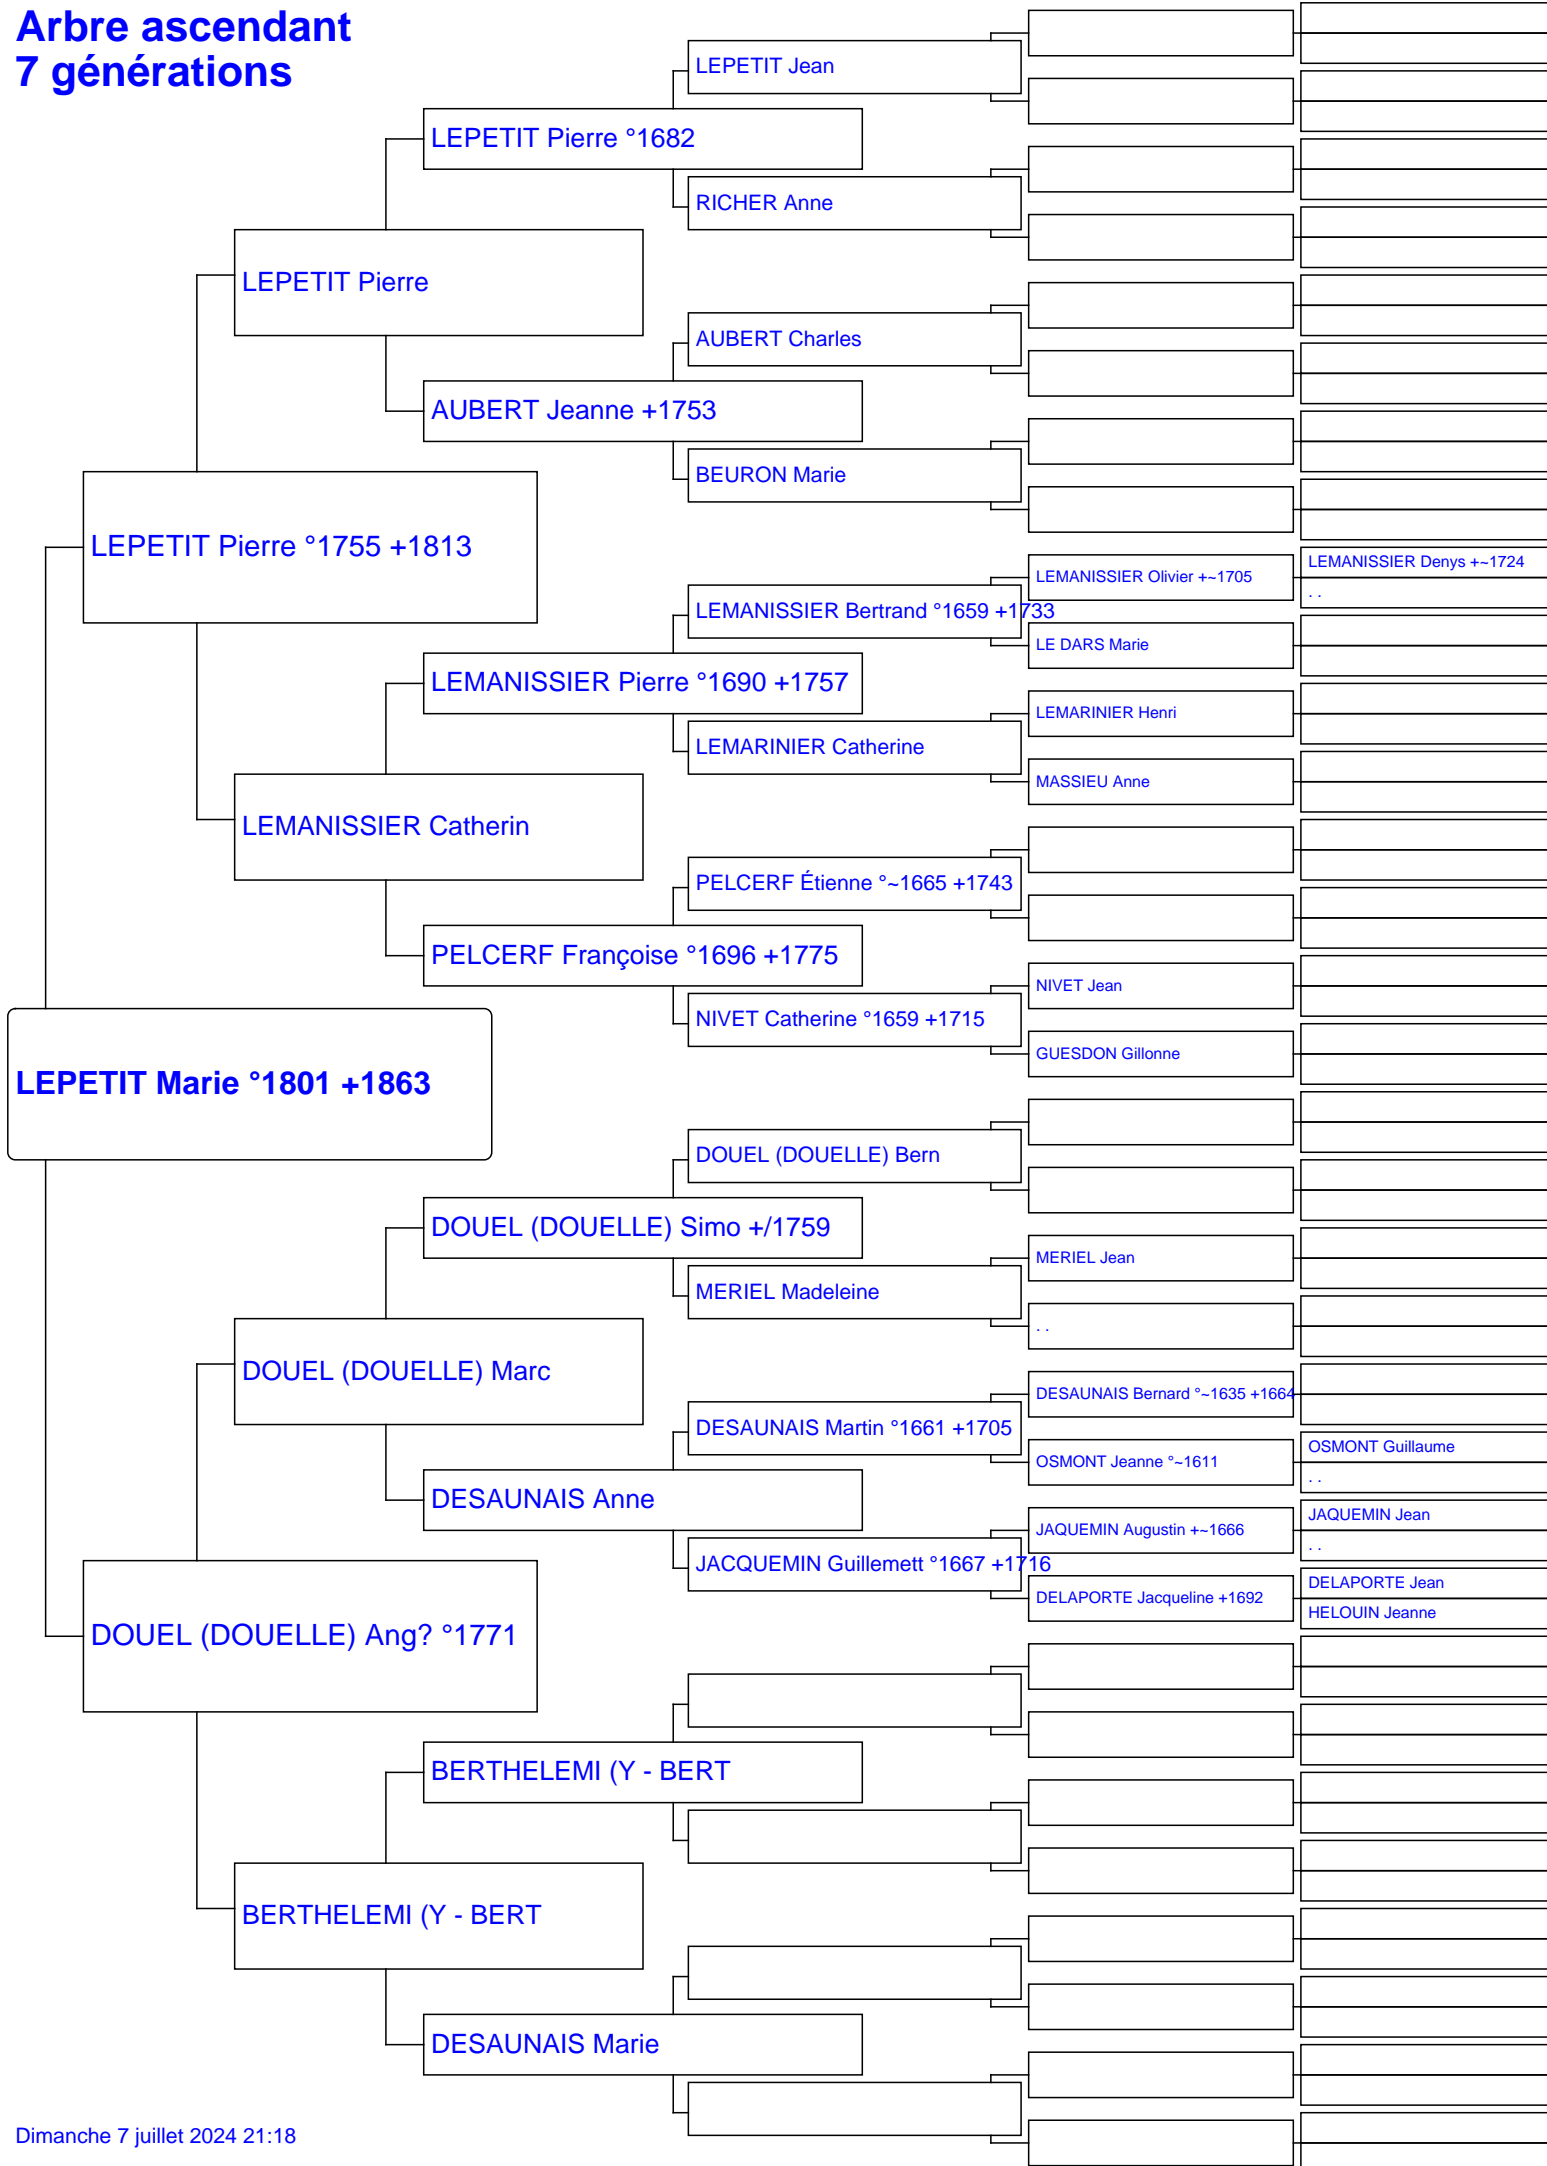 Arbre ascendant
7 générations
LEPETIT Jean
LEPETIT Pierre °1682
RICHER Anne
LEPETIT Pierre
AUBERT Charles
AUBERT Jeanne +1753
BEURON Marie
LEPETIT Pierre °1755 +1813
LEMANISSIER Denys +~1724
LEMANISSIER Olivier +~1705
. .
LEMANISSIER Bertrand °1659 +1733
LE DARS Marie
LEMANISSIER Pierre °1690 +1757
LEMARINIER Henri
LEMARINIER Catherine
MASSIEU Anne
LEMANISSIER Catherin
PELCERF Étienne °~1665 +1743
PELCERF Françoise °1696 +1775
NIVET Jean
NIVET Catherine °1659 +1715
GUESDON Gillonne
LEPETIT Marie °1801 +1863
DOUEL (DOUELLE) Bern
DOUEL (DOUELLE) Simo +/1759
MERIEL Jean
MERIEL Madeleine
. .
DOUEL (DOUELLE) Marc
DESAUNAIS Bernard °~1635 +1664
DESAUNAIS Martin °1661 +1705
OSMONT Guillaume
OSMONT Jeanne °~1611
. .
DESAUNAIS Anne
JAQUEMIN Jean
JAQUEMIN Augustin +~1666
. .
JACQUEMIN Guillemett °1667 +1716
DELAPORTE Jean
DELAPORTE Jacqueline +1692
HELOUIN Jeanne
DOUEL (DOUELLE) Ang? °1771
BERTHELEMI (Y - BERT
BERTHELEMI (Y - BERT
DESAUNAIS Marie
Dimanche 7 juillet 2024 21:18